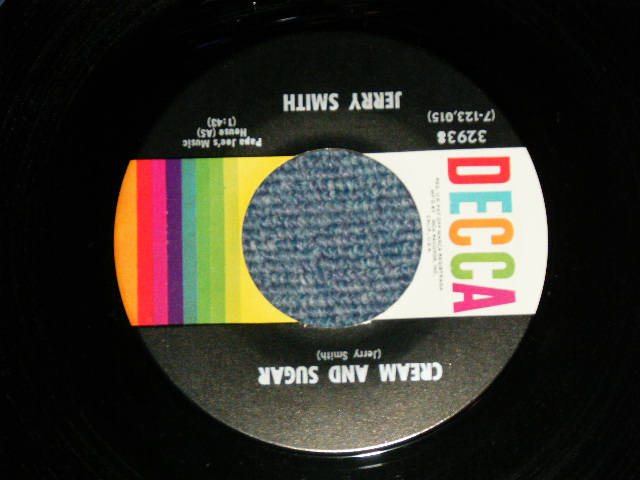 DECCA
CREAM AND SUGAR
(Jerry Smith)
32938
(7-123,015)
Papa Joe's Music
House (AS)
(1:43)
JERRY SMITH